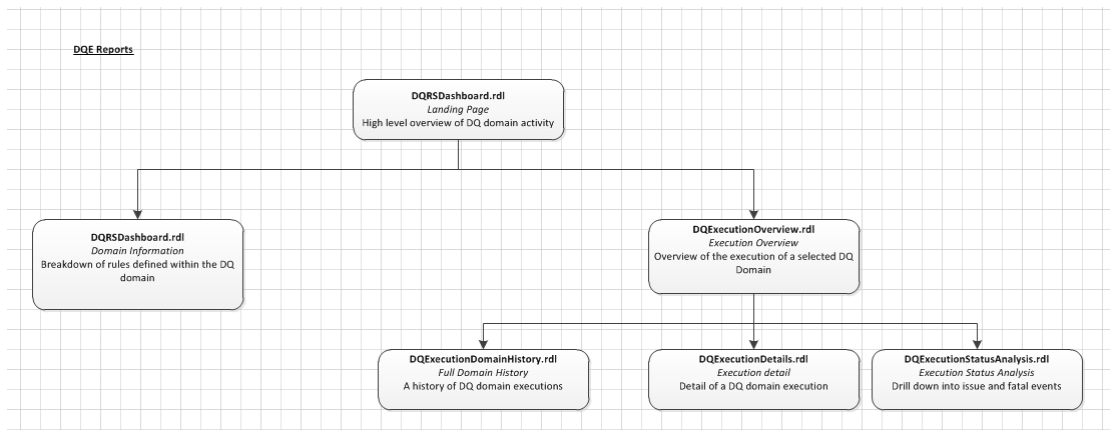 DQE Reports
DQRSDashboard.rdl
Landing Page
High level overview of DQ domain activity
DQRSDashboard.rdl
Domain Information
Breakdown of rules defined within the DQ
domain
DQExecutionOverview.rdl
Execution Overview
Overview of the execution of a selected DQ
Domain
DQExecutionDomainHistory.rdl
Full Domain History
A history of DQ domain executions
DQExecutionDetails.rdl
Execution detail
Detail of a DQ domain execution
DQExecutionStatusAnalysis.rdl
Execution Status Analysis
Drill down into issue and fatal events